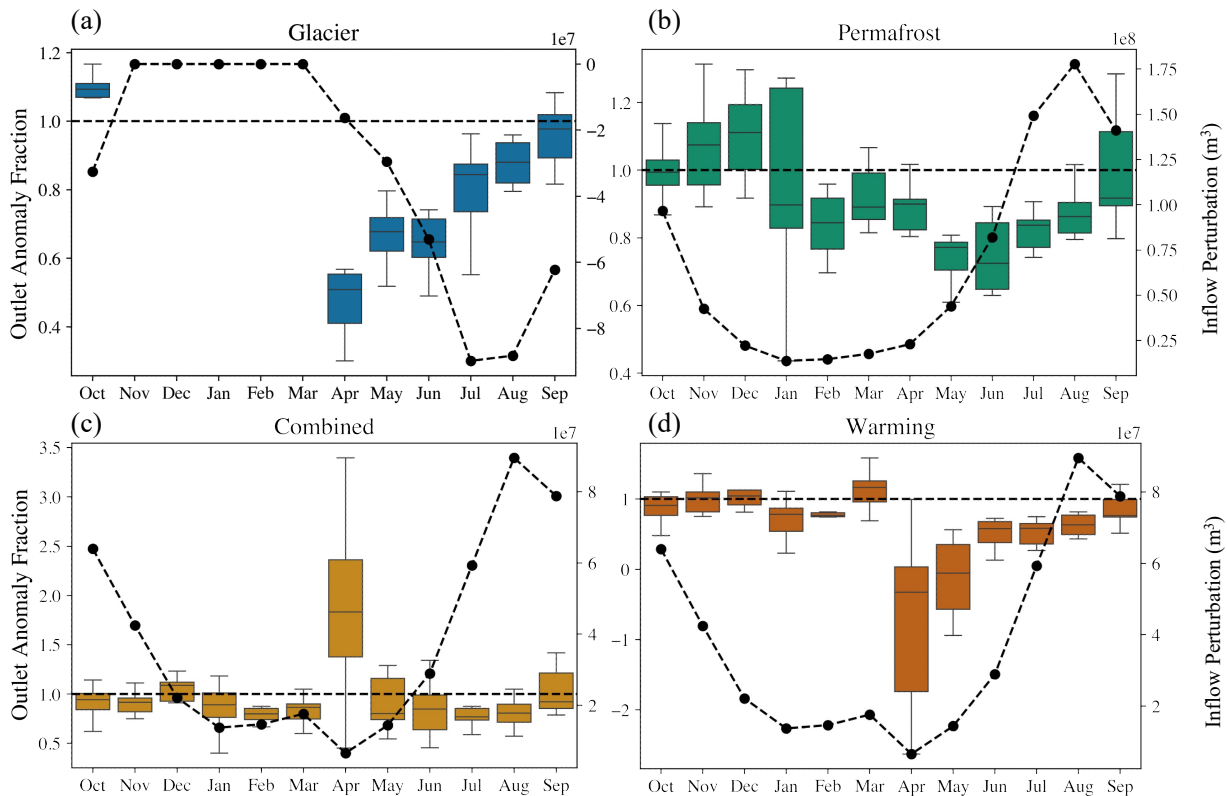 (a)
Glacier
1e7
Outlet Anomaly Fraction
1.2
1.0
0.8
0.6
0.4
0
−2
−4
−6
−8
Oct Nov Dec Jan Feb Mar Apr May Jun Jul Aug Sep
(b)
Permafrost
1e8
1.2
1.0
0.8
0.6
0.4
1.75
1.50
1.25
1.00
0.75
0.50
0.25
Inflow Perturbation (m³)
Oct Nov Dec Jan Feb Mar Apr May Jun Jul Aug Sep
(c)
Combined
1e7
Outlet Anomaly Fraction
3.5
3.0
2.5
2.0
1.5
1.0
0.5
8
6
4
2
Oct Nov Dec Jan Feb Mar Apr May Jun Jul Aug Sep
(d)
Warming
1e7
1
0
−1
−2
8
6
4
2
Inflow Perturbation (m³)
Oct Nov Dec Jan Feb Mar Apr May Jun Jul Aug Sep